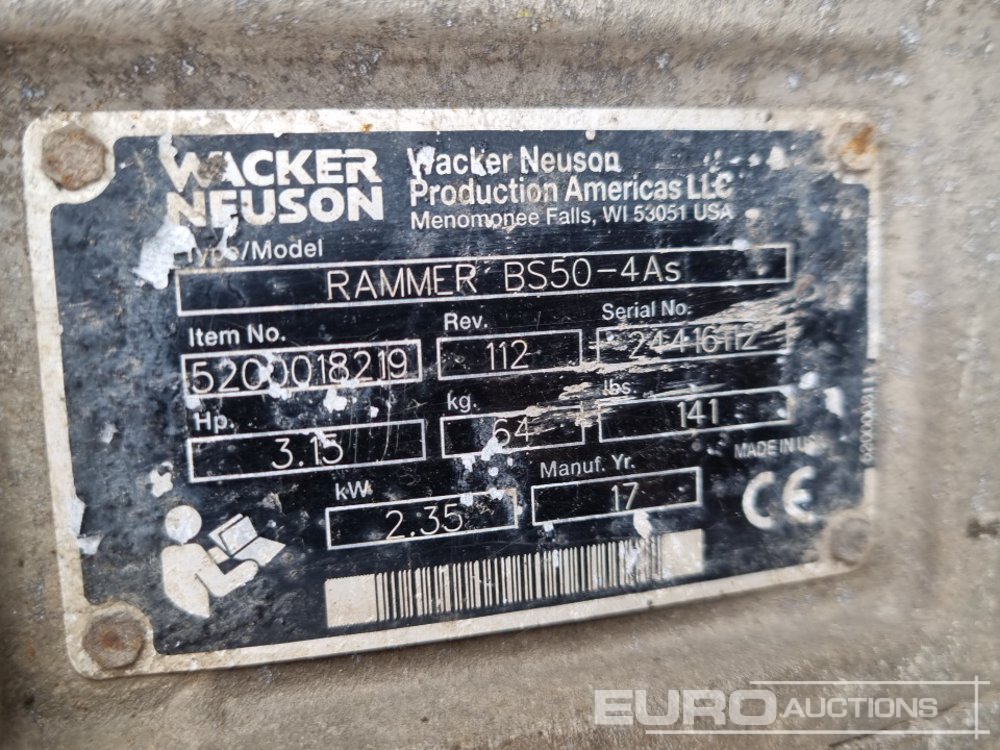 WACKER
NEUSON
Wacker Neuson
Production Americas LLC
Menomonee Falls, WI 53051 USA
Type/Model
RAMMER BS50-4As
Item No.
5200018219
Rev.
112
Serial No.
24416112
Hp.
3.15
kg.
64
lbs.
141
MADE IN
kW
2.35
Manuf. Yr.
17
CE
EURO AUCTIONS